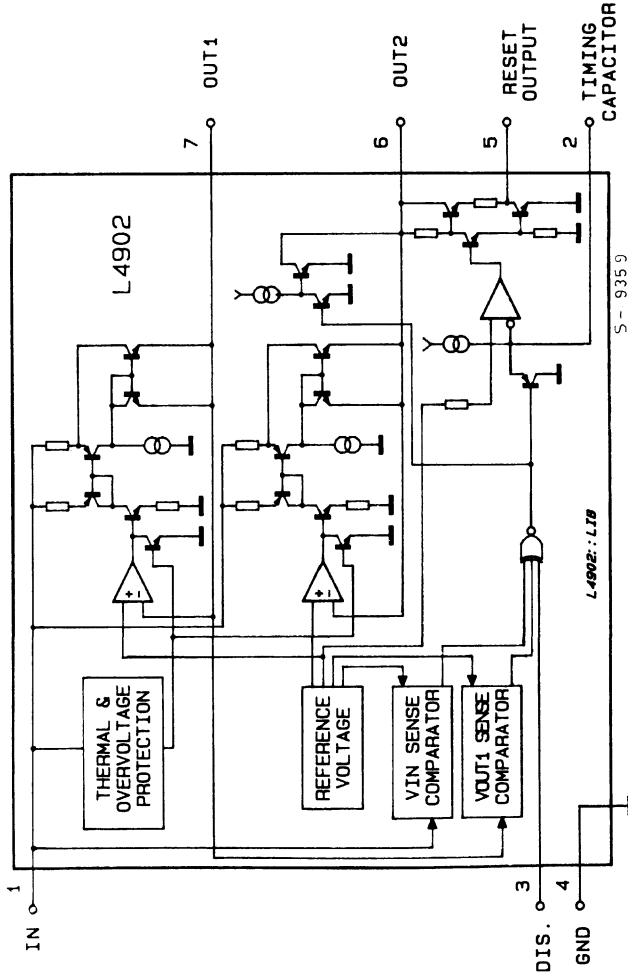 L4902
IN
1
THERMAL &
OVERVOLTAGE
PROTECTION
+
-
7
OUT1
REFERENCE
VOLTAGE
+
-
6
OUT2
VIN SENSE
COMPARATOR
VOUT1 SENSE
COMPARATOR
5
RESET
OUTPUT
DIS.
3
GND
4
2
TIMING
CAPACITOR
L4902::LIB
S - 9359